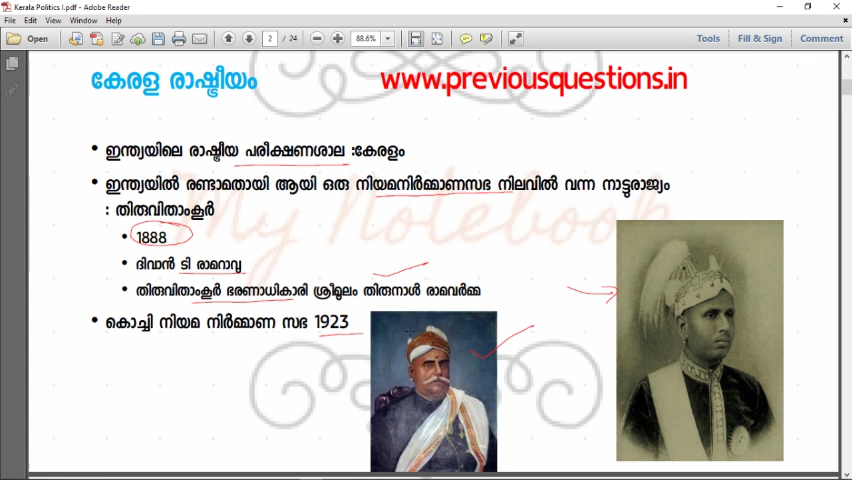 Kerala Politics I.pdf - Adobe Reader
File Edit View Window Help
Open 2 / 24 88.6% Tools Fill & Sign Comment
കേരള രാഷ്ട്രീയം www.previousquestions.in
• ഇന്ത്യയിലെ രാഷ്ട്രീയ പരീക്ഷണശാല :കേരളം
• ഇന്ത്യയിൽ രണ്ടാമതായി ആയി ഒരു നിയമനിർമ്മാണസഭ നിലവിൽ വന്ന നാട്ടുരാജ്യം
: തിരുവിതാംകൂർ
• 1888
• ദിവാൻ ടി രാമറാവു
• തിരുവിതാംകൂർ ഭരണാധികാരി ശ്രീമൂലം തിരുനാൾ രാമവർമ്മ
• കൊച്ചി നിയമ നിർമ്മാണ സഭ 1923
My Notebook